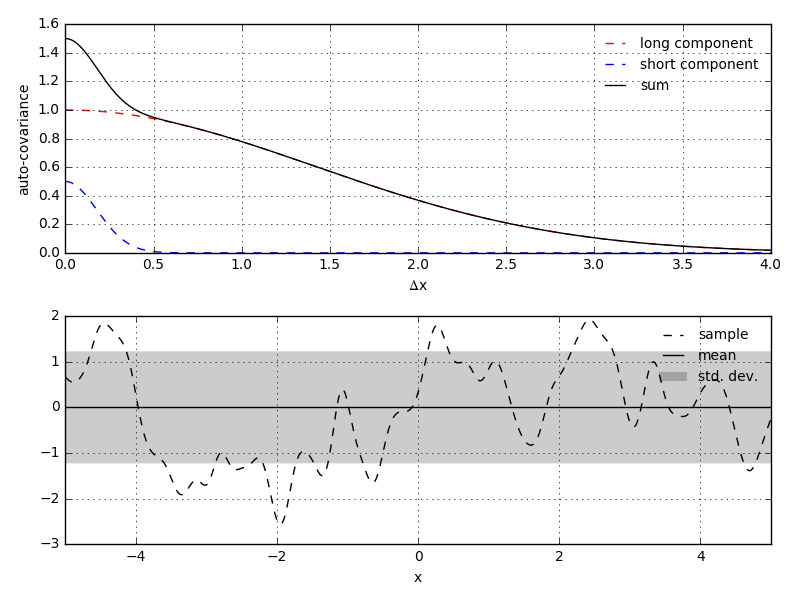 1.6
1.4
1.2
1.0
0.8
0.6
0.4
0.2
0.0
auto-covariance
long component
short component
sum
0.0 0.5 1.0 1.5 2.0 2.5 3.0 3.5 4.0
Δx
2
1
0
−1
−2
−3
sample
mean
std. dev.
−4 −2 0 2 4
x